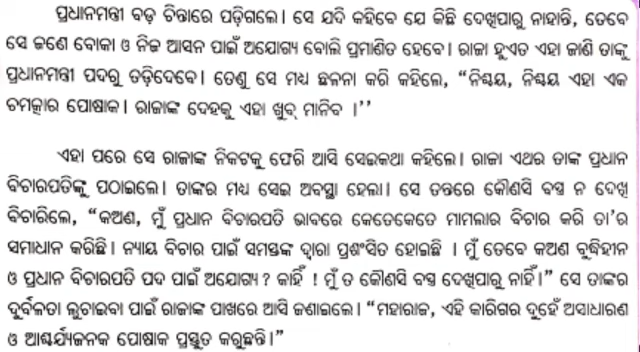 ପ୍ରଧାନମନ୍ତ୍ରୀ ବଡ଼ ଚିନ୍ତାରେ ପଡ଼ିଗଲେ। ସେ ଯଦି କହିବେ ଯେ କିଛି ଦେଖିପାରୁ ନାହାନ୍ତି, ତେବେ
ସେ ଜଣେ ବୋକା ଓ ନିଜ ଆସନ ପାଇଁ ଅଯୋଗ୍ୟ ବୋଲି ପ୍ରମାଣିତ ହେବେ। ରାଜା ହୁଏତ ଏହା ଜାଣି ତାଙ୍କୁ
ପ୍ରଧାନମନ୍ତ୍ରୀ ପଦରୁ ତଡ଼ିଦେବେ। ତେଣୁ ସେ ମଧ୍ୟ ଛଳନା କରି କହିଲେ, “ନିଶ୍ଚୟ, ନିଶ୍ଚୟ ଏହା ଏକ
ଚମତ୍କାର ପୋଷାକ। ରାଜାଙ୍କ ଦେହକୁ ଏହା ଖୁବ୍ ମାନିବ ।’’
ଏହା ପରେ ସେ ରାଜାଙ୍କ ନିକଟକୁ ଫେରି ଆସି ସେଇକଥା କହିଲେ। ରାଜା ଏଥର ତାଙ୍କ ପ୍ରଧାନ
ବିଚାରପତିଙ୍କୁ ପଠାଇଲେ। ତାଙ୍କର ମଧ୍ୟ ସେଇ ଅବସ୍ଥା ହେଲା। ସେ ତନ୍ତରେ କୌଣସି ବସ୍ତ୍ର ନ ଦେଖି
ବିଚାରିଲେ, “କଅଣ, ମୁଁ ପ୍ରଧାନ ବିଚାରପତି ଭାବରେ କେତେକେତେ ମାମଲାର ବିଚାର କରି ତା’ର
ସମାଧାନ କରିଛି। ନ୍ୟାୟ ବିଚାର ପାଇଁ ସମସ୍ତଙ୍କ ଦ୍ୱାରା ପ୍ରଶଂସିତ ହୋଇଛି । ମୁଁ ତେବେ କଅଣ ବୁଦ୍ଧିହୀନ
ଓ ପ୍ରଧାନ ବିଚାରପତି ପଦ ପାଇଁ ଅଯୋଗ୍ୟ? କାହିଁ ! ମୁଁ ତ କୌଣସି ବସ୍ତ୍ର ଦେଖିପାରୁ ନାହିଁ।” ସେ ତାଙ୍କର
ଦୁର୍ବଳତା ଲୁଚାଇବା ପାଇଁ ରାଜାଙ୍କ ପାଖରେ ଆସି ଜଣାଇଲେ। “ମହାରାଜ, ଏହି କାରିଗର ଦୁହେଁ ଅସାଧାରଣ
ଓ ଆଶ୍ଚର୍ଯ୍ୟଜନକ ପୋଷାକ ପ୍ରସ୍ତୁତ କରୁଛନ୍ତି।”